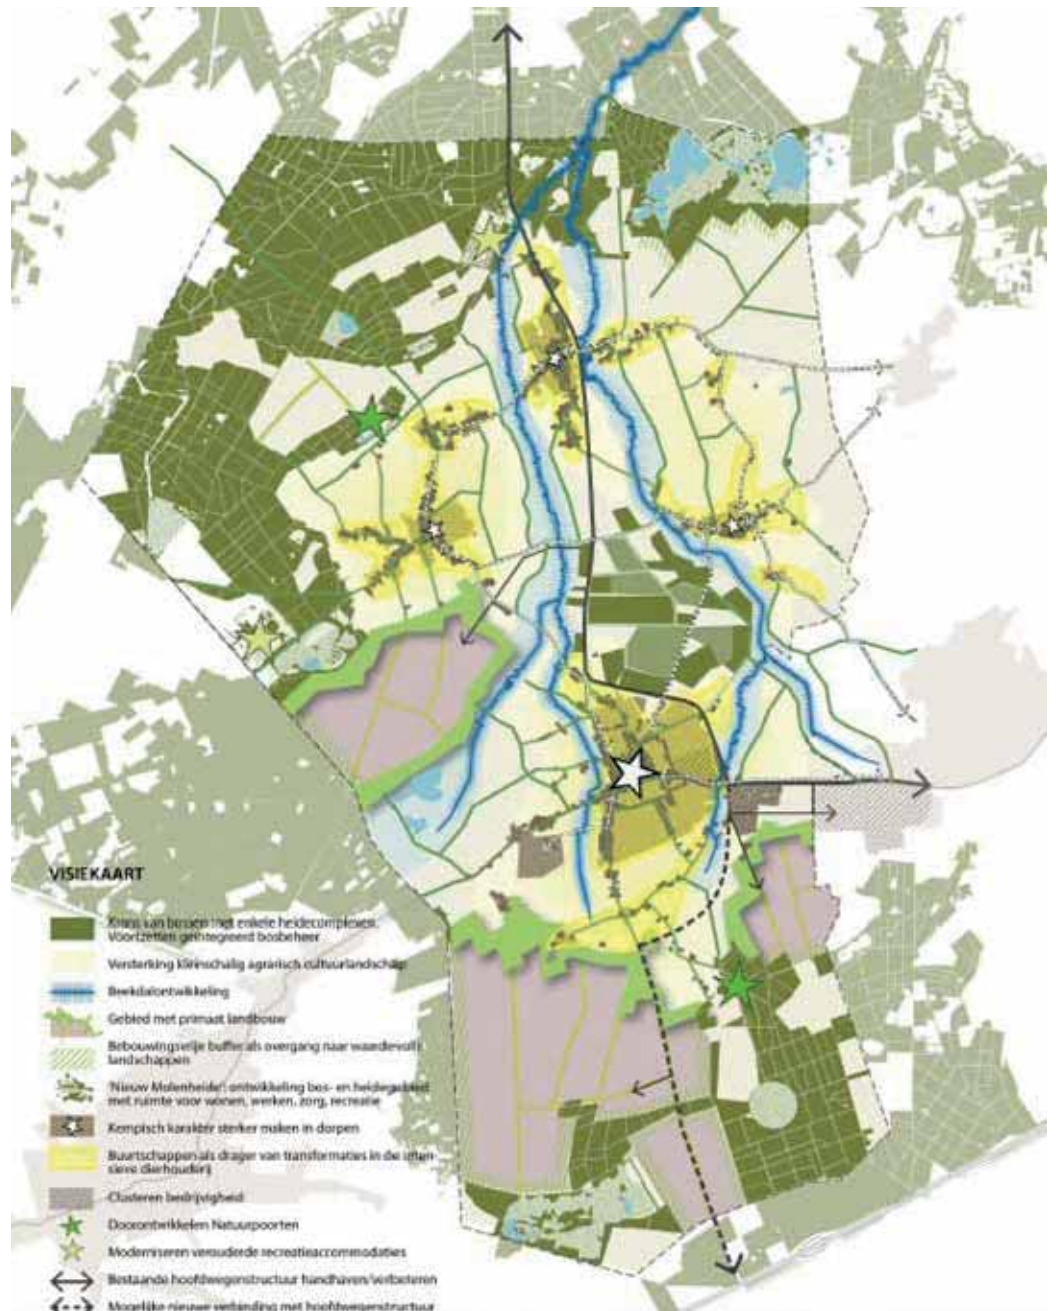 VISIEKAART
Krans van bossen met enkele heidecomplexen.
Voortzetten geïntegreerd bosbeheer
Versterking kleinschalig agrarisch cultuurlandschap
Beekdalontwikkeling
Gebied met primaat landbouw
Bebouwingsvrije buffer als overgang naar waardevolle
landschappen
'Nieuw Molenheide': ontwikkeling bos- en heidegebied
met ruimte voor wonen, werken, zorg, recreatie
Kempisch karakter sterker maken in dorpen
Buurtschappen als drager van transformaties in de inten-
sieve dierhouderij
Clusteren bedrijvigheid
Doorontwikkelen Natuurpoorten
Moderniseren verouderde recreatieaccommodaties
Bestaande hoofdwegenstructuur handhaven/verbeteren
Mogelijke nieuwe verbinding met hoofdwegenstructuur